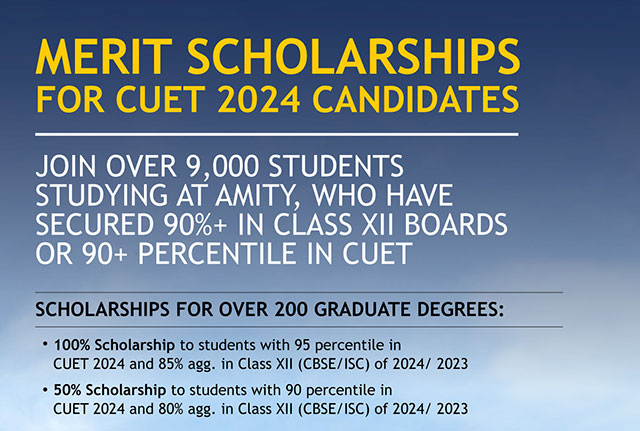 MERIT SCHOLARSHIPS
FOR CUET 2024 CANDIDATES
JOIN OVER 9,000 STUDENTS
STUDYING AT AMITY, WHO HAVE
SECURED 90%+ IN CLASS XII BOARDS
OR 90+ PERCENTILE IN CUET
SCHOLARSHIPS FOR OVER 200 GRADUATE DEGREES:
• 100% Scholarship to students with 95 percentile in
CUET 2024 and 85% agg. in Class XII (CBSE/ISC) of 2024/ 2023
• 50% Scholarship to students with 90 percentile in
CUET 2024 and 80% agg. in Class XII (CBSE/ISC) of 2024/ 2023